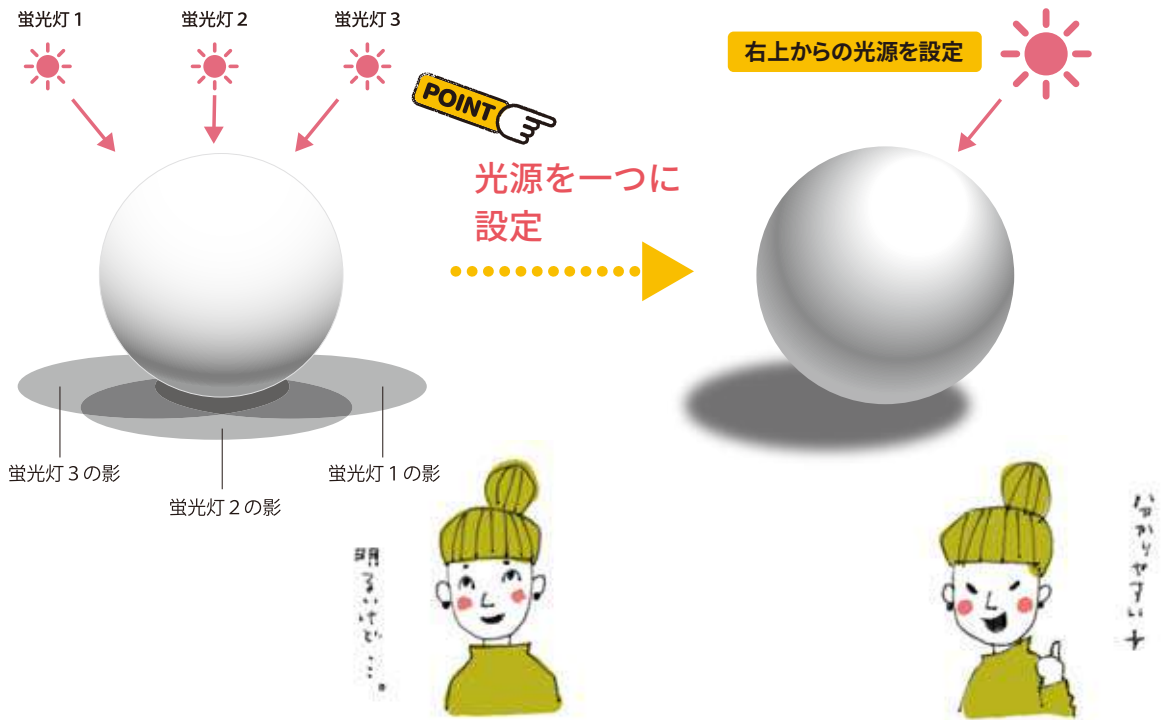 蛍光灯1
蛍光灯2
蛍光灯3
POINT
光源を一つに
設定
右上からの光源を設定
蛍光灯3の影
蛍光灯2の影
蛍光灯1の影
明るいけど…。
分かりやすい